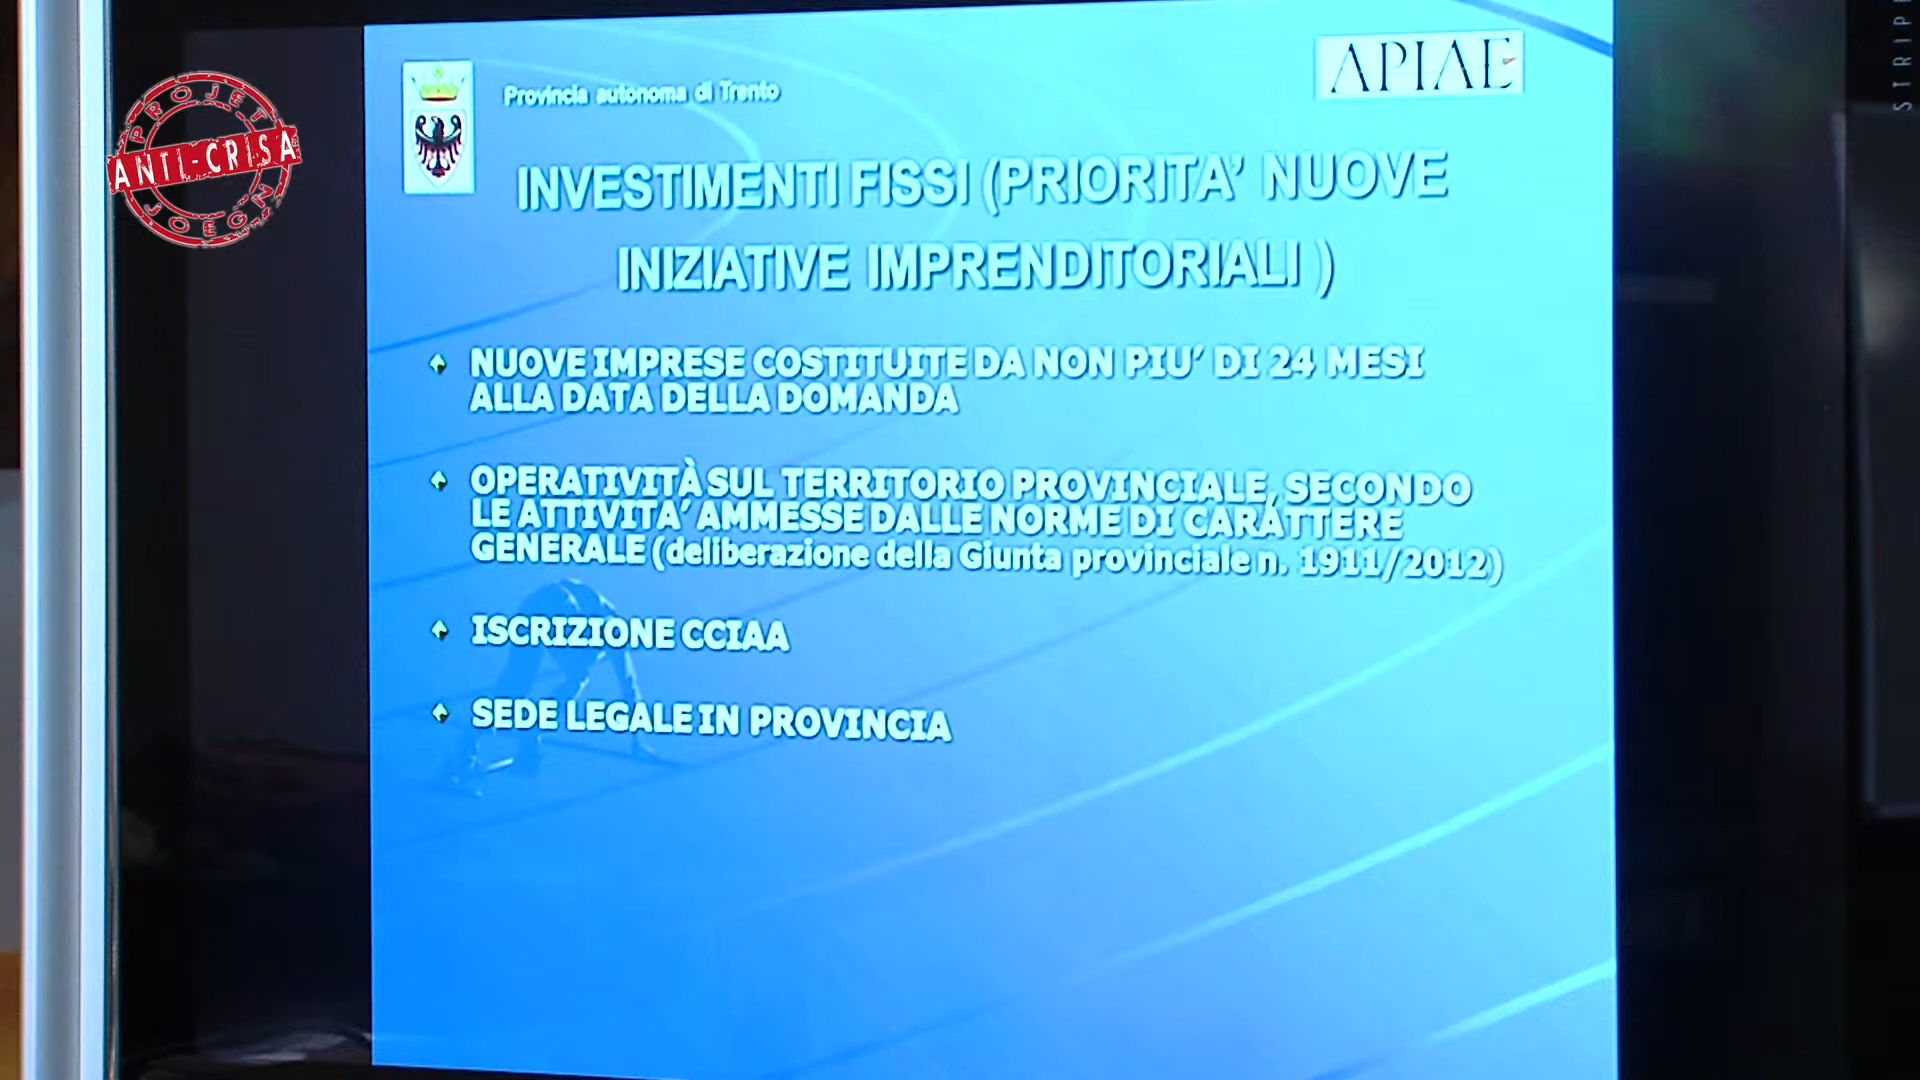 PROJET
ANTI-CRISA
JOEGN
Provincia autonoma di Trento
APIAE
INVESTIMENTI FISSI (PRIORITA' NUOVE
INIZIATIVE IMPRENDITORIALI )
NUOVE IMPRESE COSTITUITE DA NON PIU' DI 24 MESI
ALLA DATA DELLA DOMANDA
OPERATIVITÀ SUL TERRITORIO PROVINCIALE, SECONDO
LE ATTIVITA' AMMESSE DALLE NORME DI CARATTERE
GENERALE (deliberazione della Giunta provinciale n. 1911/2012)
ISCRIZIONE CCIAA
SEDE LEGALE IN PROVINCIA